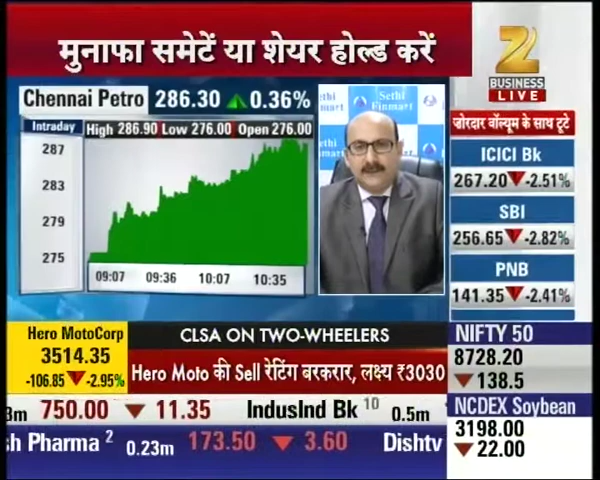 मुनाफा समेटें या शेयर होल्ड करें
Z
BUSINESS
LIVE
Chennai Petro 286.30 0.36%
Intraday High 286.90 Low 276.00 Open 276.00
287
283
279
275
09:07 09:36 10:07 10:35
Sethi
Finmart
जोरदार वॉल्यूम के साथ टूटे
ICICI Bk
267.20 -2.51%
SBI
256.65 -2.82%
PNB
141.35 -2.41%
Hero MotoCorp
3514.35
-106.85 -2.95%
CLSA ON TWO-WHEELERS
Hero Moto की Sell रेटिंग बरकरार, लक्ष्य ₹3030
NIFTY 50
8728.20
138.5
NCDEX Soybean
3198.00
22.00
3m 750.00 11.35 IndusInd Bk 10 0.5m
sh Pharma 2 0.23m 173.50 3.60 Dishtv